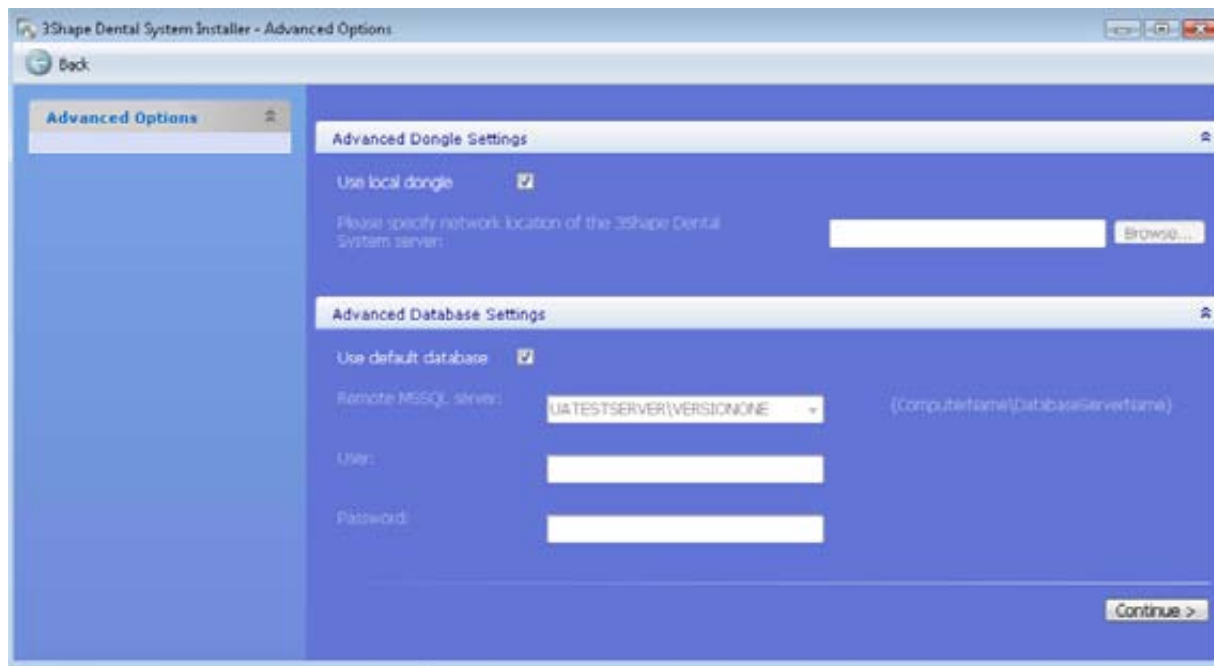 3Shape Dental System Installer - Advanced Options
Back
Advanced Options
Advanced Dongle Settings
Use local dongle
Please specify network location of the 3Shape Dental
System server:
Browse...
Advanced Database Settings
Use default database
Remote MSSQL server:
UATESTSERVER\VERSIONONE
(ComputerName\DatabaseServerName)
User:
Password:
Continue >